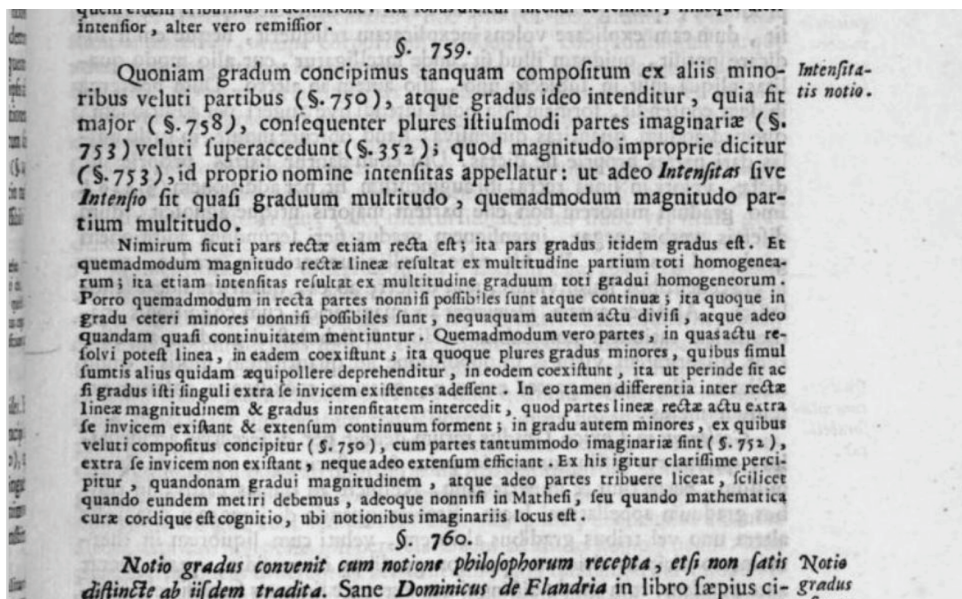 intenſior, alter vero remiſſior.
§. 759.
Quoniam gradum concipimus tanquam compoſitum ex aliis mino- Intenſita-
ribus veluti partibus (§. 750), atque gradus ideo intenditur, quia fit tis notio.
major (§. 758), conſequenter plures iſtiuſmodi partes imaginariæ (§.
753) veluti ſuperaccedunt (§. 352); quod magnitudo improprie dicitur
(§. 753), id proprio nomine intenſitas appellatur: ut adeo Intenſitas ſive
Intenſio ſit quaſi graduum multitudo, quemadmodum magnitudo par-
tium multitudo.
Nimirum ſicuti pars rectæ etiam recta eſt; ita pars gradus itidem gradus eſt. Et
quemadmodum magnitudo rectæ lineæ reſultat ex multitudine partium toti homogenea-
rum; ita etiam intenſitas reſultat ex multitudine graduum toti gradui homogeneorum.
Porro quemadmodum in recta partes nonniſi poſſibiles ſunt atque continuæ; ita quoque in
gradu ceteri minores nonniſi poſſibiles ſunt, nequaquam autem actu diviſi, atque adeo
quandam quaſi continuitatem mentiuntur. Quemadmodum vero partes, in quas actu re-
ſolvi poteſt linea, in eadem coexiſtunt; ita quoque plures gradus minores, quibus ſimul
ſumtis alius quidam æquipollere deprehenditur, in eodem coexiſtunt, ita ut perinde ſit ac
ſi gradus iſti ſinguli extra ſe invicem exiſtentes adeſſent. In eo tamen differentia inter rectæ
lineæ magnitudinem & gradus intenſitatem intercedit, quod partes lineæ rectæ actu extra
ſe invicem exiſtant & extenſum continuum forment; in gradu autem minores, ex quibus
veluti compoſitus concipitur (§. 750), cum partes tantummodo imaginariæ ſint (§. 752),
extra ſe invicem non exiſtant, neque adeo extenſum efficiant. Ex his igitur clariſſime perci-
pitur, quandonam gradui magnitudinem, atque adeo partes tribuere liceat, ſcilicet
quando eundem metiri debemus, adeoque nonniſi in Matheſi, ſeu quando mathematica
curæ cordique eſt cognitio, ubi notionibus imaginariis locus eſt.
§. 760.
Notio gradus convenit cum notione philoſophorum recepta, etſi non ſatis Notio
diſtincte ab iiſdem tradita. Sane Dominicus de Flandria in libro ſæpius ci- gradus